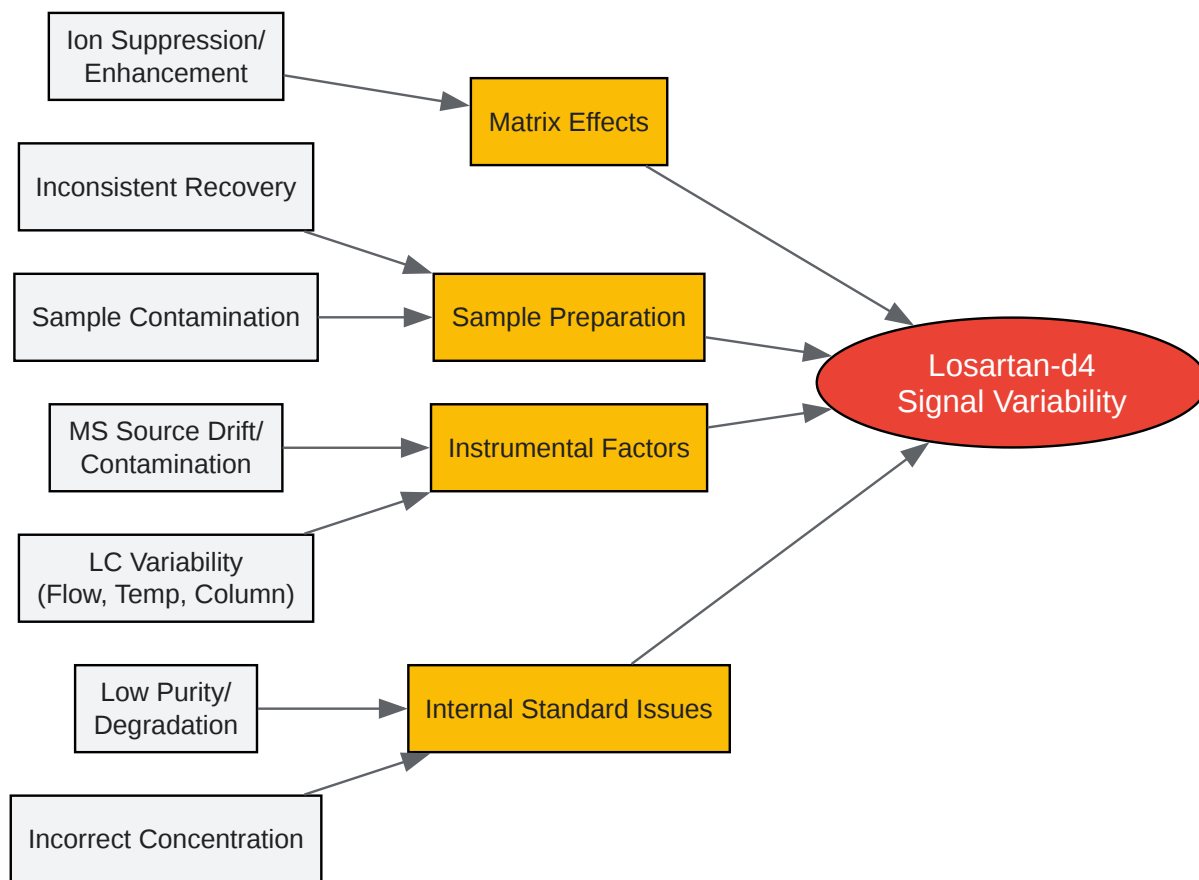 Ion Suppression/
Enhancement
Matrix Effects
Inconsistent Recovery
Sample Contamination
Sample Preparation
Losartan-d4
Signal Variability
MS Source Drift/
Contamination
Instrumental Factors
LC Variability
(Flow, Temp, Column)
Low Purity/
Degradation
Internal Standard Issues
Incorrect Concentration